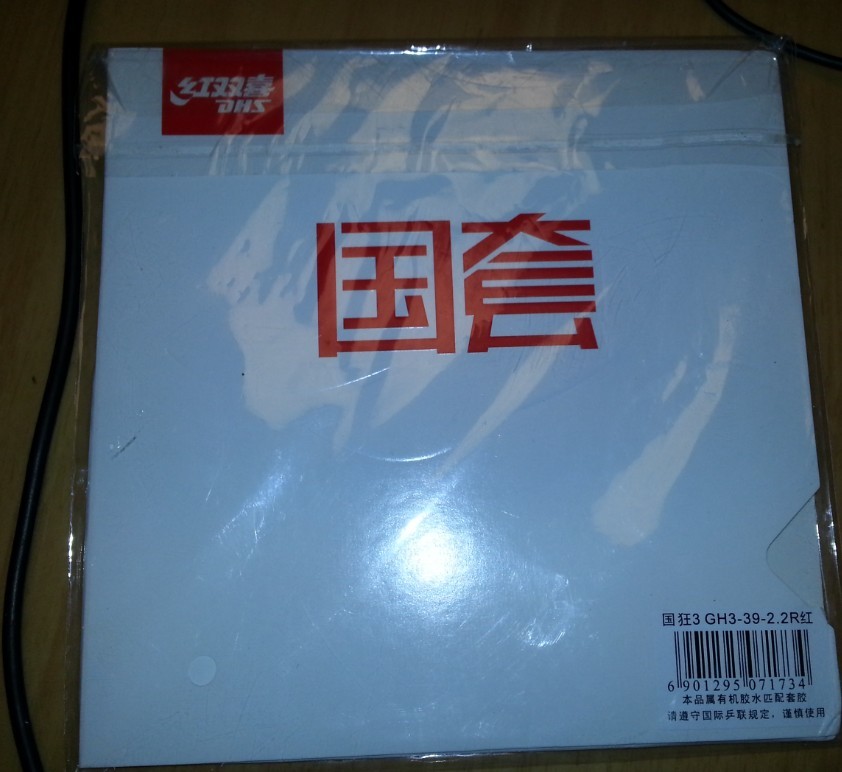 红双喜
DHS
国套
国狂3 GH3-39-2.2R红
6 901295 071734
本品属有机胶水匹配套胶
请遵守国际乒联规定，谨慎使用